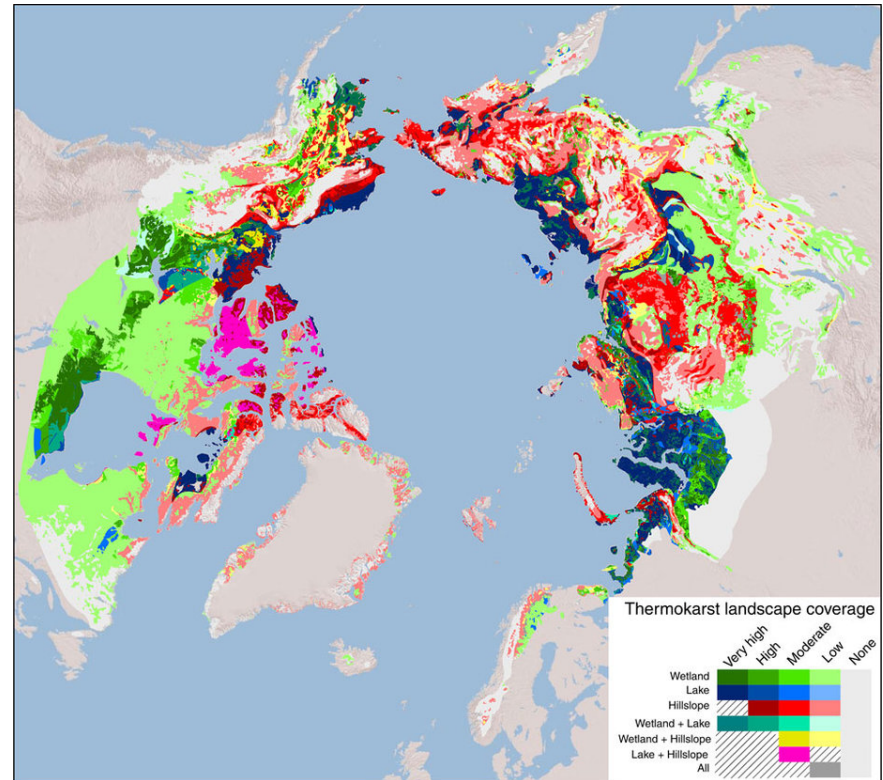 Thermokarst landscape coverage
Very high
High
Moderate
Low
None
Wetland
Lake
Hillslope
Wetland + Lake
Wetland + Hillslope
Lake + Hillslope
All